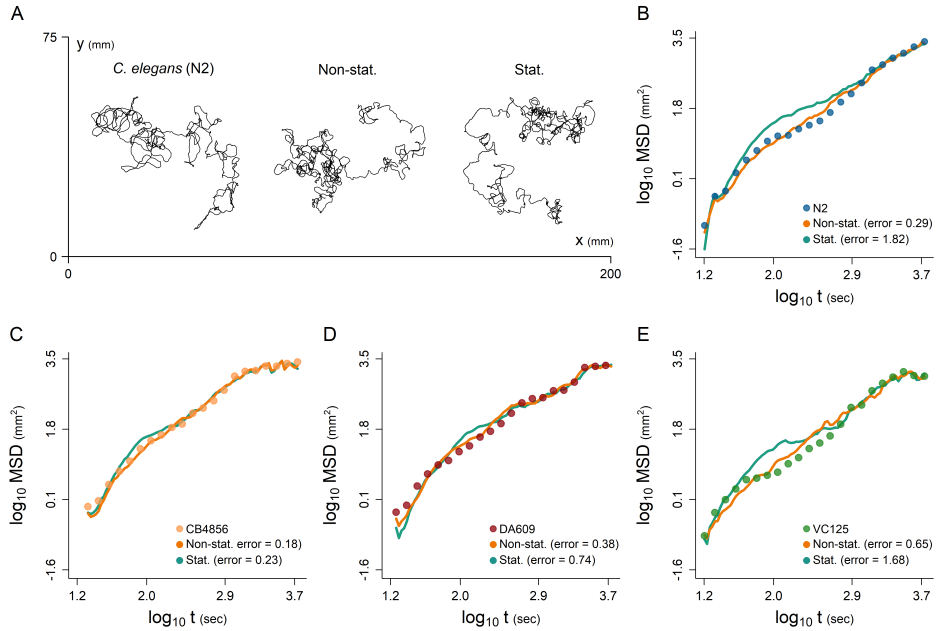 A
75
y (mm)
C. elegans (N2)
Non-stat.
Stat.
x (mm)
0
0
200
B
3.5
1.8
0.1
-1.6
log10 MSD (mm²)
N2
Non-stat. (error = 0.29)
Stat. (error = 1.82)
1.2
2.0
2.9
3.7
log10 t (sec)
C
3.5
1.8
0.1
-1.6
log10 MSD (mm²)
CB4856
Non-stat. error = 0.18)
Stat. (error = 0.23)
1.2
2.0
2.9
3.7
log10 t (sec)
D
3.5
1.8
0.1
-1.6
log10 MSD (mm²)
DA609
Non-stat. (error = 0.38)
Stat. (error = 0.74)
1.2
2.0
2.9
3.7
log10 t (sec)
E
3.5
1.8
0.1
-1.6
log10 MSD (mm²)
VC125
Non-stat. (error = 0.65)
Stat. (error = 1.68)
1.2
2.0
2.9
3.7
log10 t (sec)